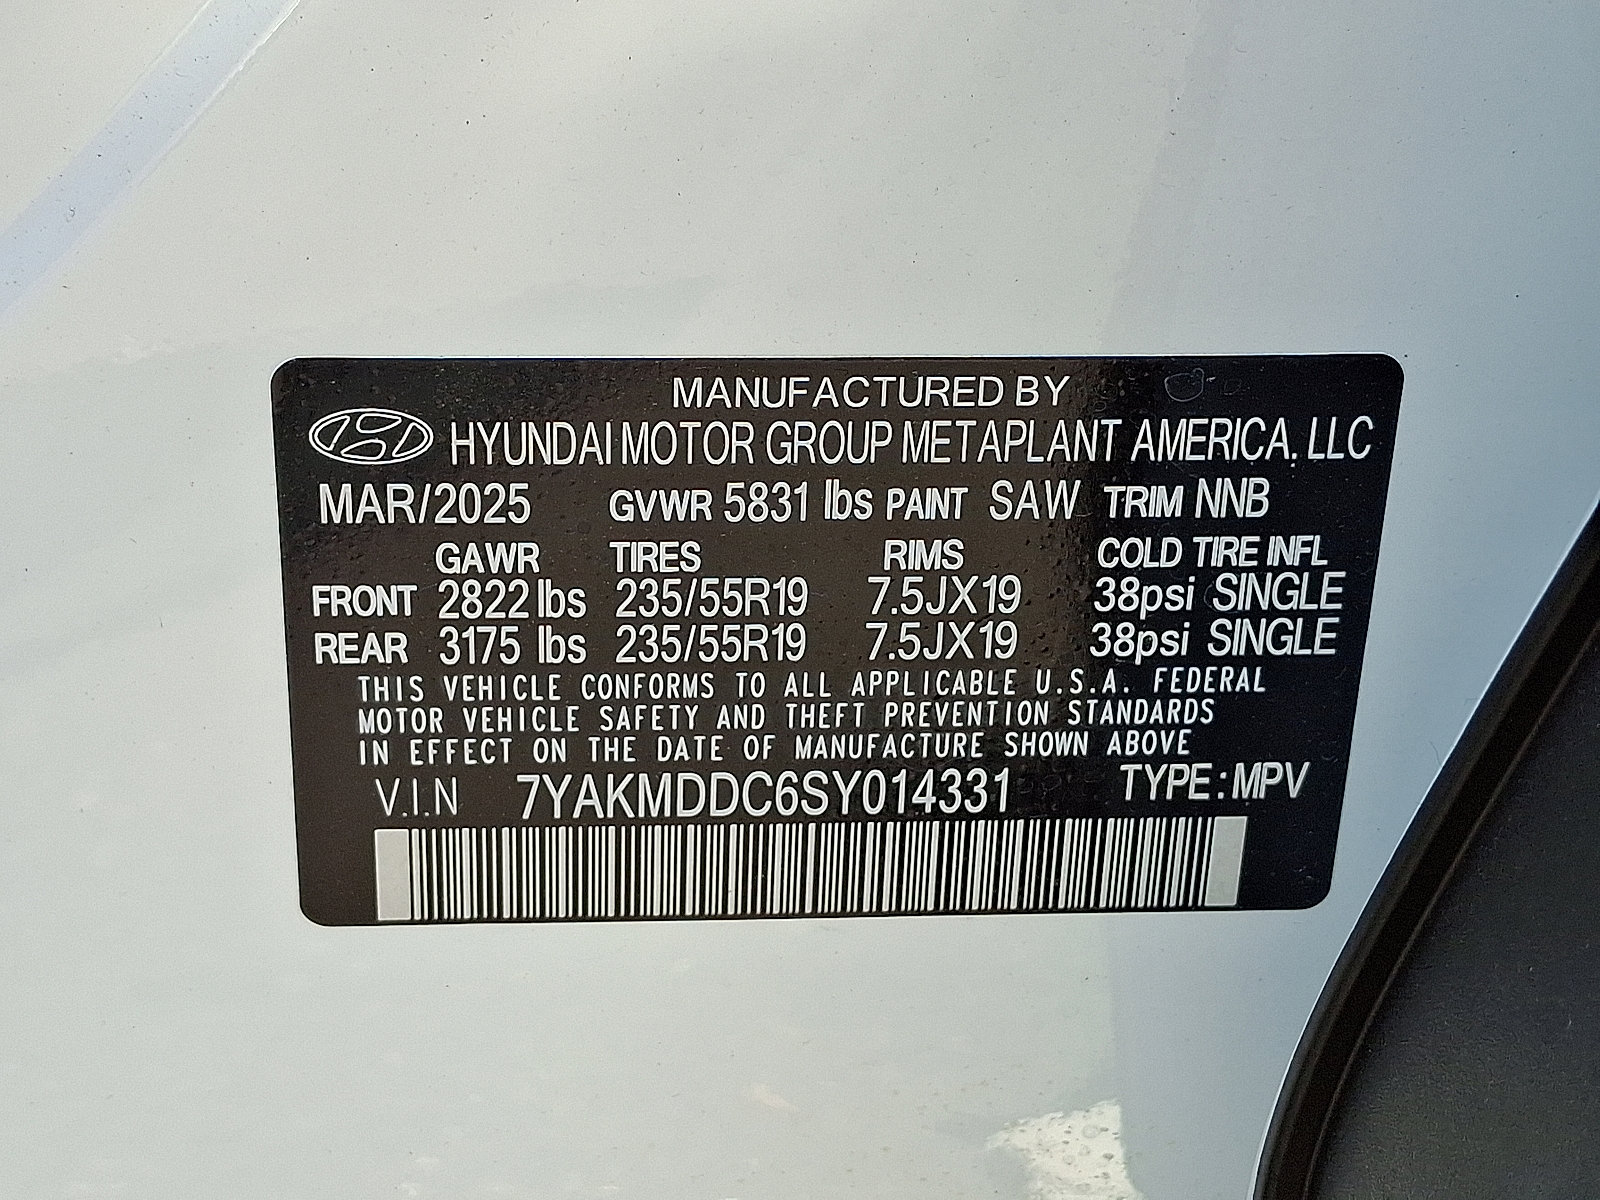 MANUFACTURED BY
HYUNDAI MOTOR GROUP METAPLANT AMERICA, LLC
MAR/2025 GVWR 5831 lbs PAINT SAW TRIM NNB
GAWR TIRES RIMS COLD TIRE INFL
FRONT 2822 lbs 235/55R19 7.5JX19 38psi SINGLE
REAR 3175 lbs 235/55R19 7.5JX19 38psi SINGLE
THIS VEHICLE CONFORMS TO ALL APPLICABLE U.S.A. FEDERAL
MOTOR VEHICLE SAFETY AND THEFT PREVENTION STANDARDS
IN EFFECT ON THE DATE OF MANUFACTURE SHOWN ABOVE
V.I.N 7YAKMDDC6SY014331 TYPE:MPV